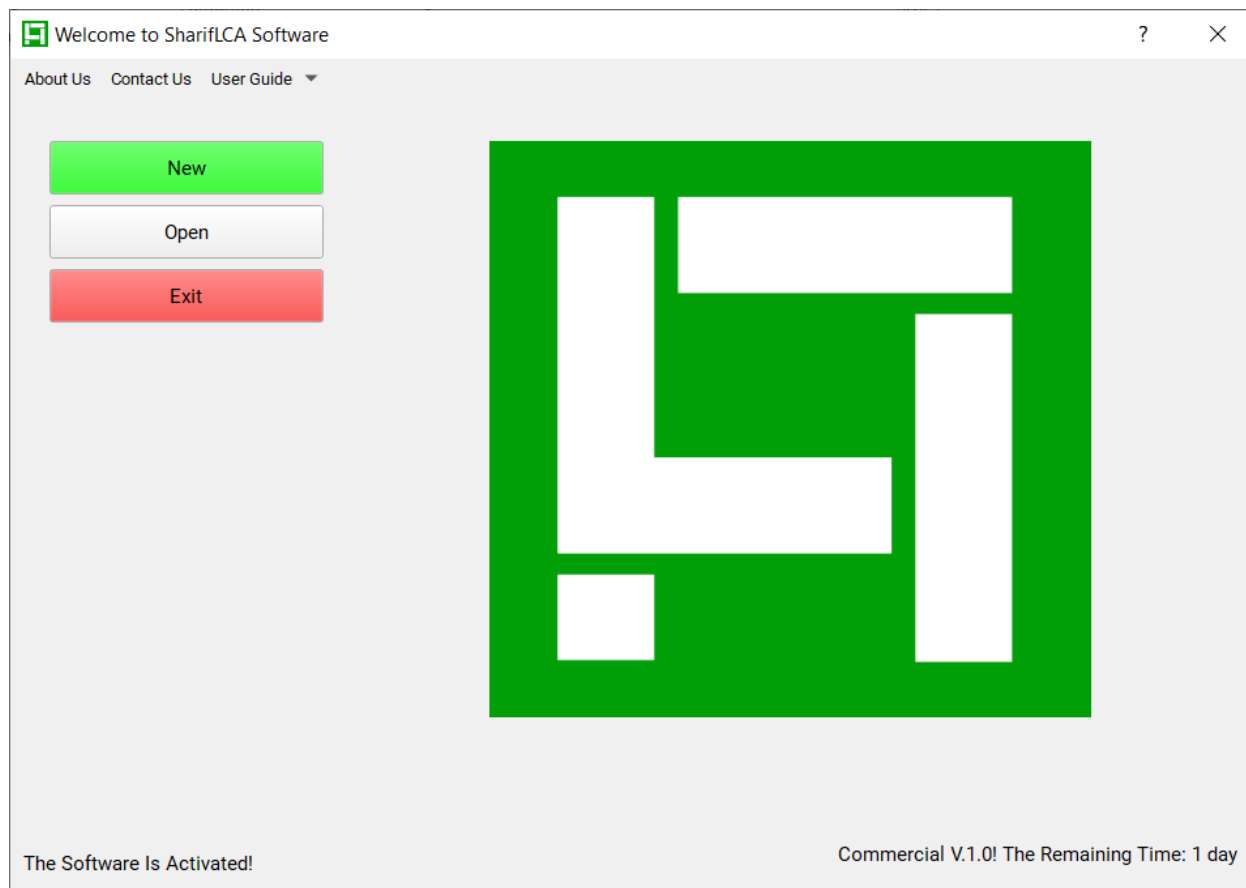 Welcome to SharifLCA Software ?
About Us Contact Us User Guide
New
Open
Exit
The Software Is Activated!
Commercial V.1.0! The Remaining Time: 1 day